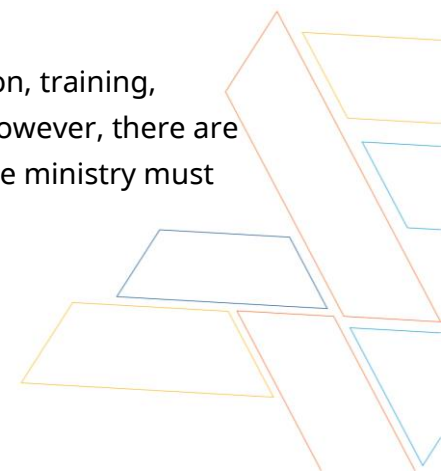 on, training,
owever, there are
e ministry must